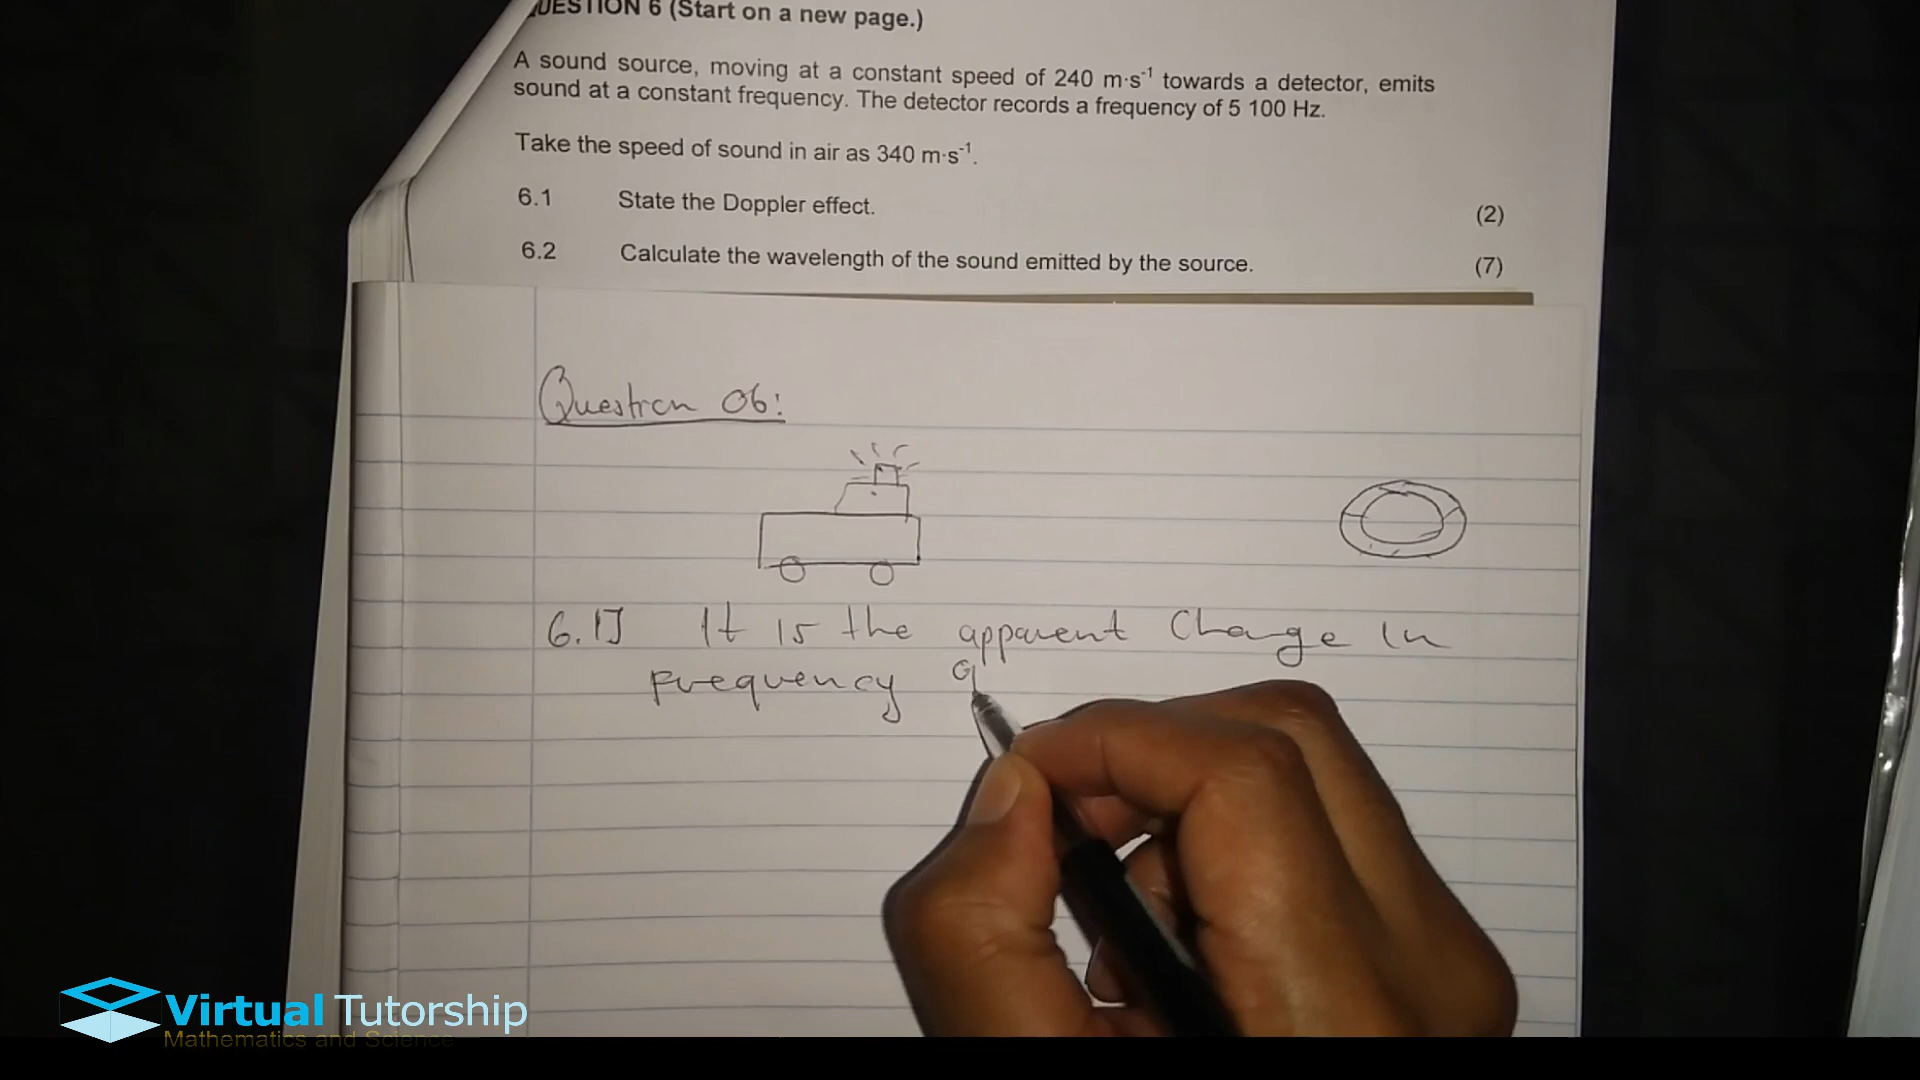 QUESTION 6 (Start on a new page.)
A sound source, moving at a constant speed of 240 m·s⁻¹ towards a detector, emits
sound at a constant frequency. The detector records a frequency of 5 100 Hz.
Take the speed of sound in air as 340 m·s⁻¹.
6.1 State the Doppler effect. (2)
6.2 Calculate the wavelength of the sound emitted by the source. (7)
Question 06:
6.1] It is the apparent Change in
frequency
Virtual Tutorship
Mathematics and Science